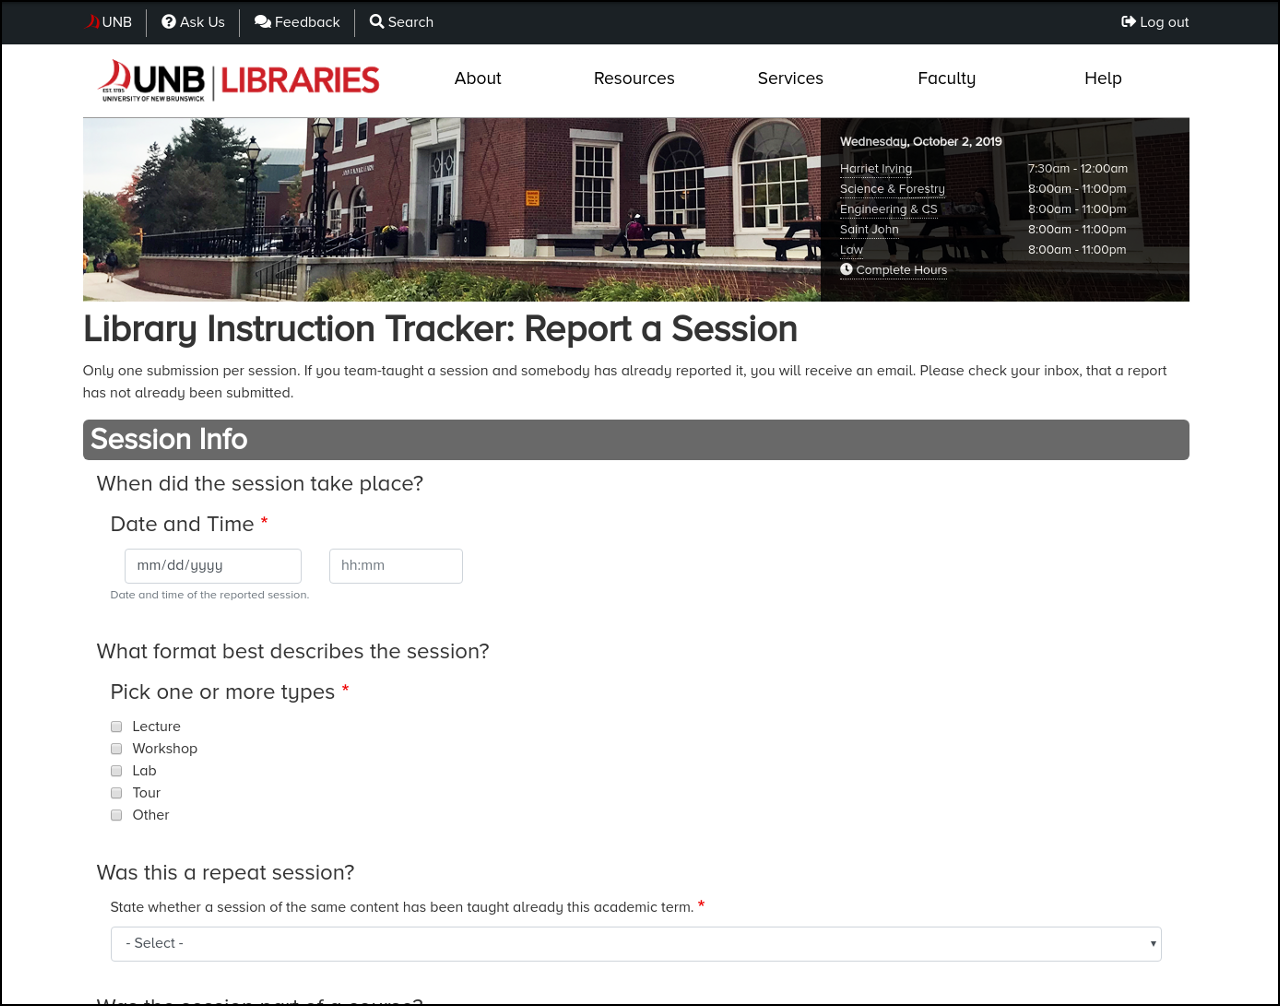 UNB
Ask Us
Feedback
Search
Log out
EST. 1785
UNB LIBRARIES
UNIVERSITY OF NEW BRUNSWICK
About
Resources
Services
Faculty
Help
Wednesday, October 2, 2019
Harriet Irving 7:30am - 12:00am
Science & Forestry 8:00am - 11:00pm
Engineering & CS 8:00am - 11:00pm
Saint John 8:00am - 11:00pm
Law 8:00am - 11:00pm
Complete Hours
Library Instruction Tracker: Report a Session
Only one submission per session. If you team-taught a session and somebody has already reported it, you will receive an email. Please check your inbox, that a report
has not already been submitted.
Session Info
When did the session take place?
Date and Time *
mm/dd/yyyy hh:mm
Date and time of the reported session.
What format best describes the session?
Pick one or more types *
Lecture
Workshop
Lab
Tour
Other
Was this a repeat session?
State whether a session of the same content has been taught already this academic term. *
- Select -
Was the session part of a course?